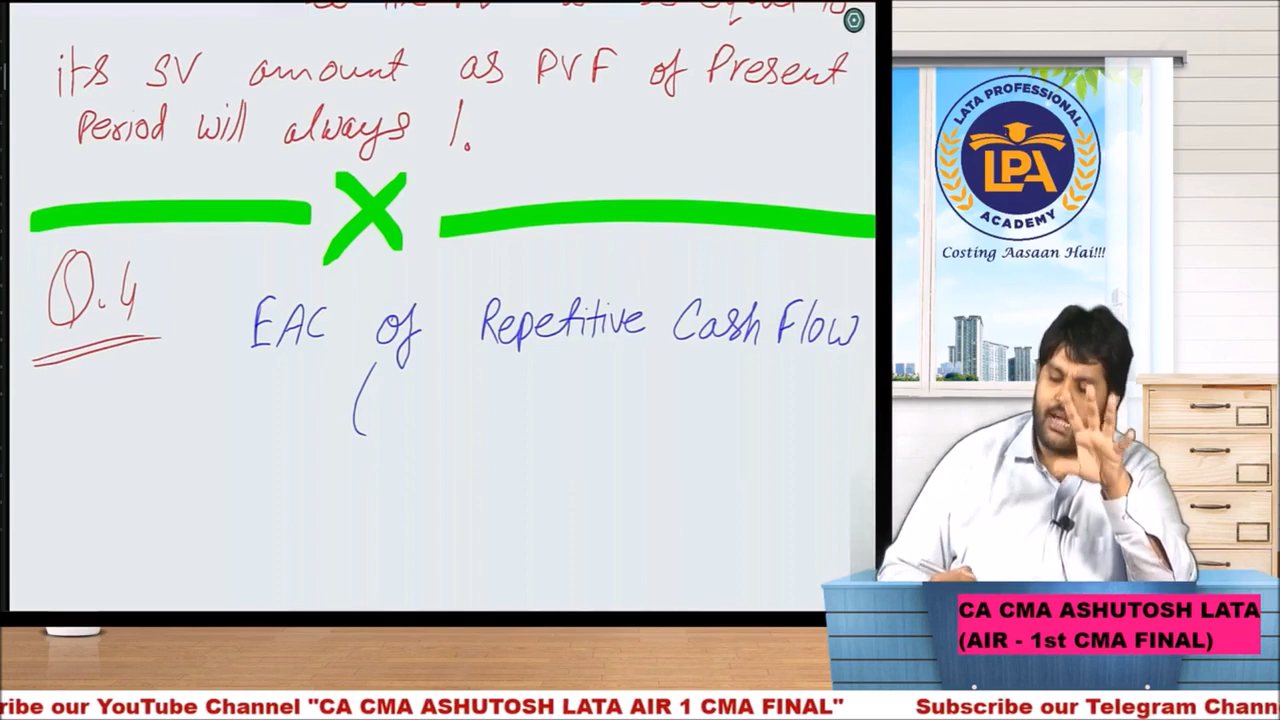 its SV amount as PVF of Present
Period will always 1.
Q.4
EAC of Repetitive Cash Flow
LATA PROFESSIONAL
LPA
ACADEMY
Costing Aasaan Hai!!!
CA CMA ASHUTOSH LATA
(AIR - 1st CMA FINAL)
ribe our YouTube Channel "CA CMA ASHUTOSH LATA AIR 1 CMA FINAL" Subscribe our Telegram Chann